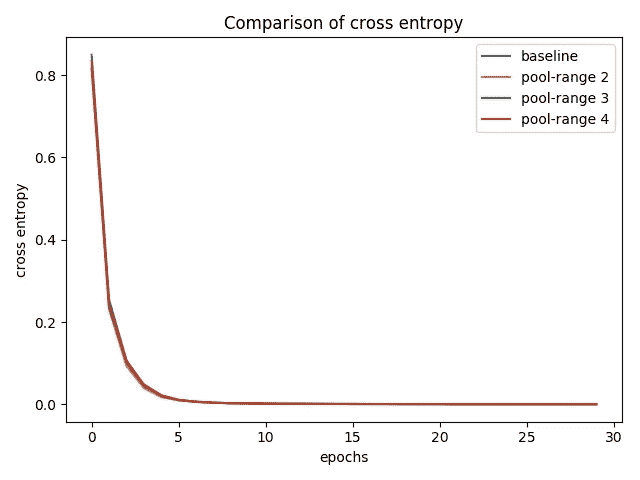 Comparison of cross entropy
baseline
pool-range 2
pool-range 3
pool-range 4
cross entropy
0.8
0.6
0.4
0.2
0.0
0 5 10 15 20 25 30
epochs